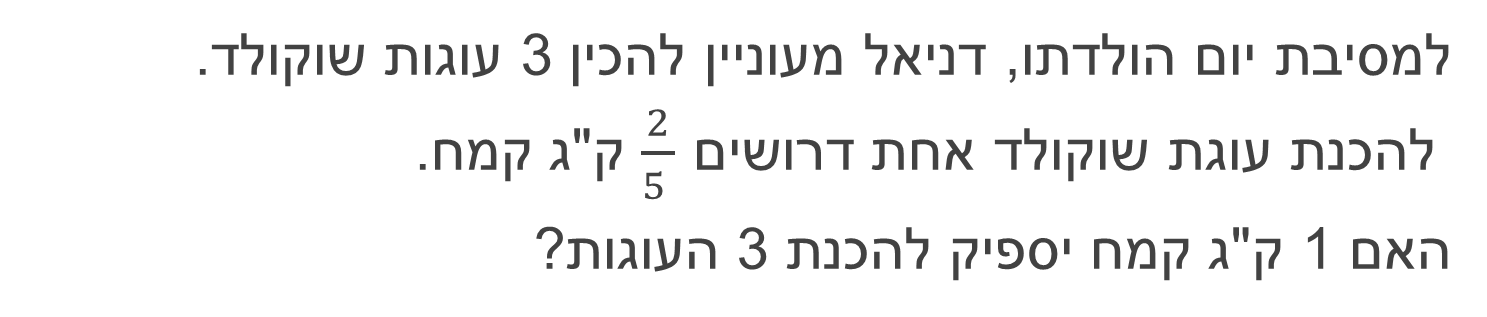 למסיבת יום הולדתו, דניאל מעוניין להכין 3 עוגות שוקולד.
להכנת עוגת שוקולד אחת דרושים 2/5 ק"ג קמח.
האם 1 ק"ג קמח יספיק להכנת 3 העוגות?